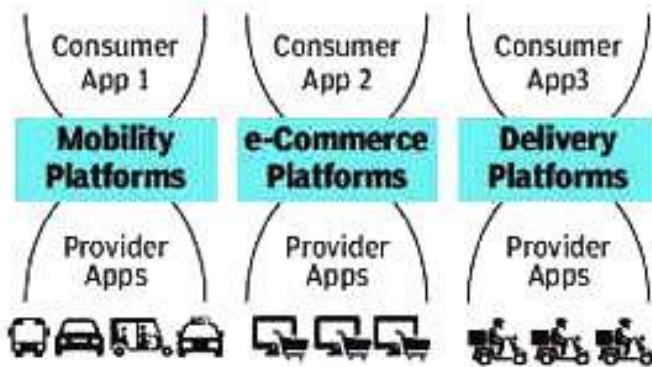 Consumer
App 1
Consumer
App 2
Consumer
App3
Mobility
Platforms
e-Commerce
Platforms
Delivery
Platforms
Provider
Apps
Provider
Apps
Provider
Apps